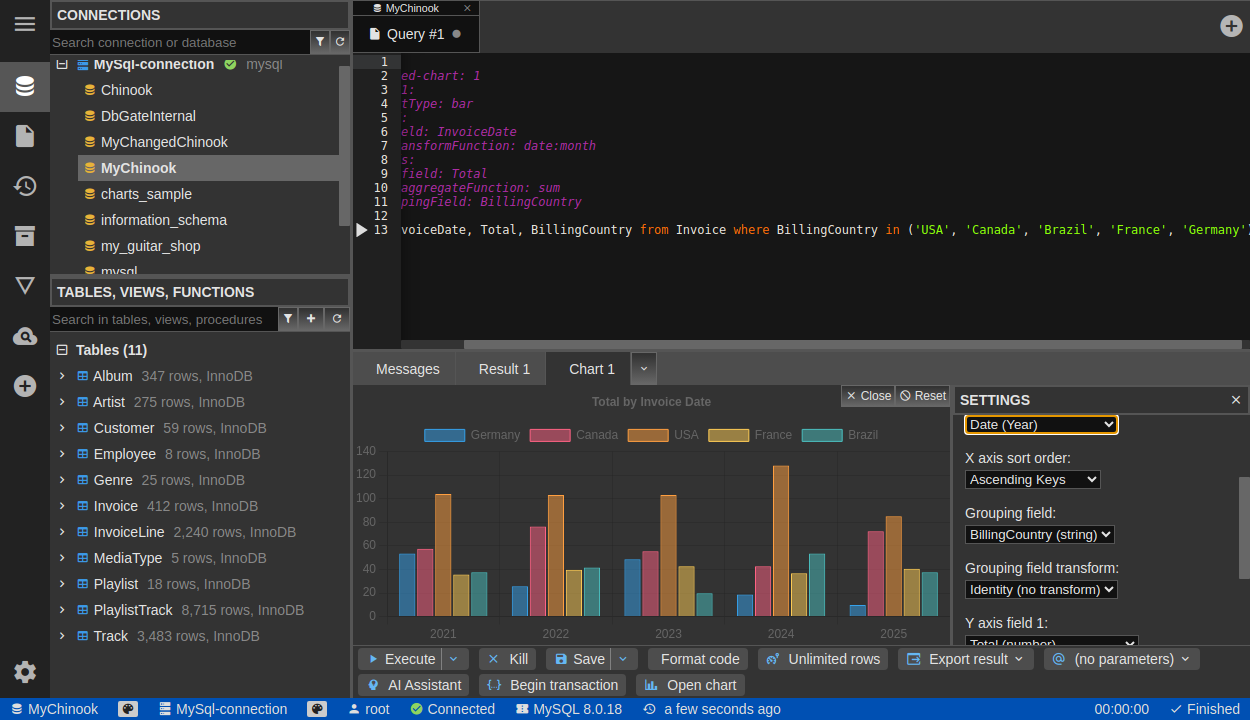 CONNECTIONS
Search connection or database
MySql-connection mysql
Chinook
DbGateInternal
MyChangedChinook
MyChinook
charts_sample
information_schema
my_guitar_shop
mysql
TABLES, VIEWS, FUNCTIONS
Search in tables, views, procedures
Tables (11)
Album 347 rows, InnoDB
Artist 275 rows, InnoDB
Customer 59 rows, InnoDB
Employee 8 rows, InnoDB
Genre 25 rows, InnoDB
Invoice 412 rows, InnoDB
InvoiceLine 2,240 rows, InnoDB
MediaType 5 rows, InnoDB
Playlist 18 rows, InnoDB
PlaylistTrack 8,715 rows, InnoDB
Track 3,483 rows, InnoDB
MyChinook
Query #1
1
2 ed-chart: 1
3 1:
4 tType: bar
5 :
6 eld: InvoiceDate
7 ansformFunction: date:month
8 s:
9 field: Total
10 aggregateFunction: sum
11 pingField: BillingCountry
12
13 voiceDate, Total, BillingCountry from Invoice where BillingCountry in ('USA', 'Canada', 'Brazil', 'France', 'Germany')
Messages Result 1 Chart 1
Close Reset
Total by Invoice Date
Germany Canada USA France Brazil
140
120
100
80
60
40
20
0
2021 2022 2023 2024 2025
SETTINGS
Date (Year)
X axis sort order:
Ascending Keys
Grouping field:
BillingCountry (string)
Grouping field transform:
Identity (no transform)
Y axis field 1:
Total (number)
Execute Kill Save Format code Unlimited rows Export result (no parameters)
AI Assistant Begin transaction Open chart
MyChinook MySql-connection root Connected MySQL 8.0.18 a few seconds ago 00:00:00 Finished